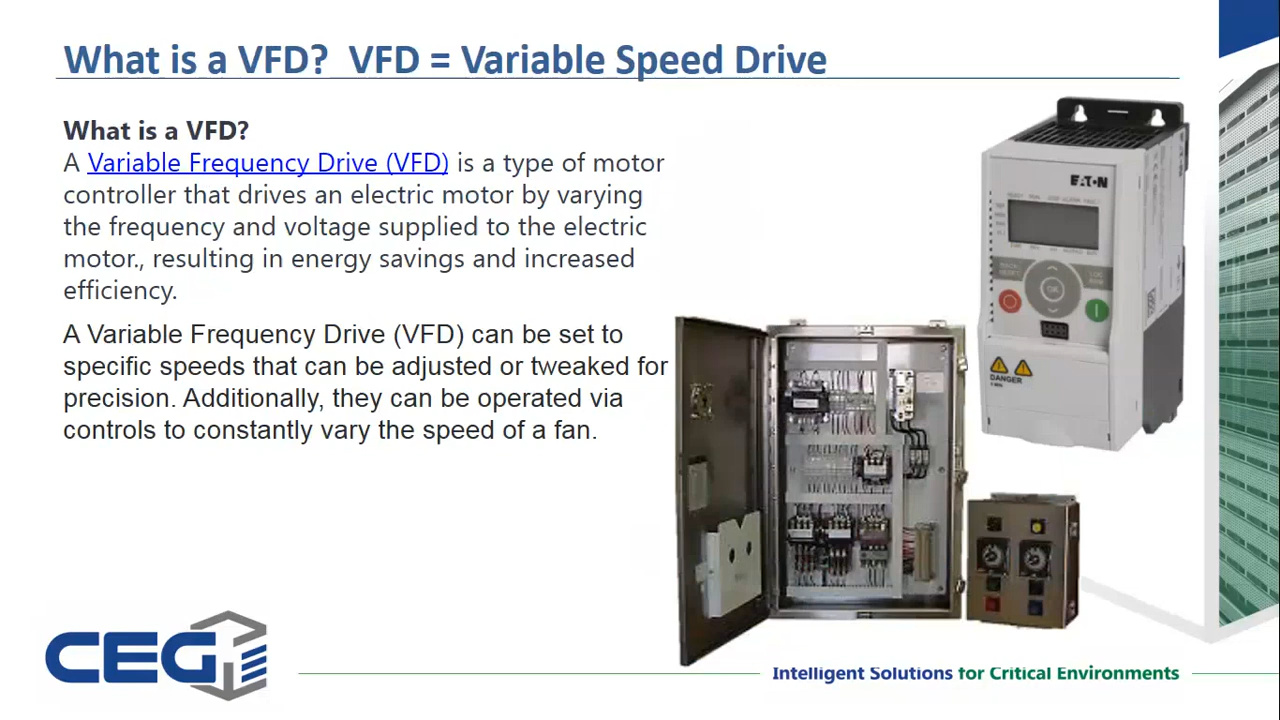 What is a VFD?  VFD = Variable Speed Drive
What is a VFD?
A Variable Frequency Drive (VFD) is a type of motor
controller that drives an electric motor by varying
the frequency and voltage supplied to the electric
motor., resulting in energy savings and increased
efficiency.
A Variable Frequency Drive (VFD) can be set to
specific speeds that can be adjusted or tweaked for
precision. Additionally, they can be operated via
controls to constantly vary the speed of a fan.
EATON
OK
DANGER
CEG
Intelligent Solutions for Critical Environments